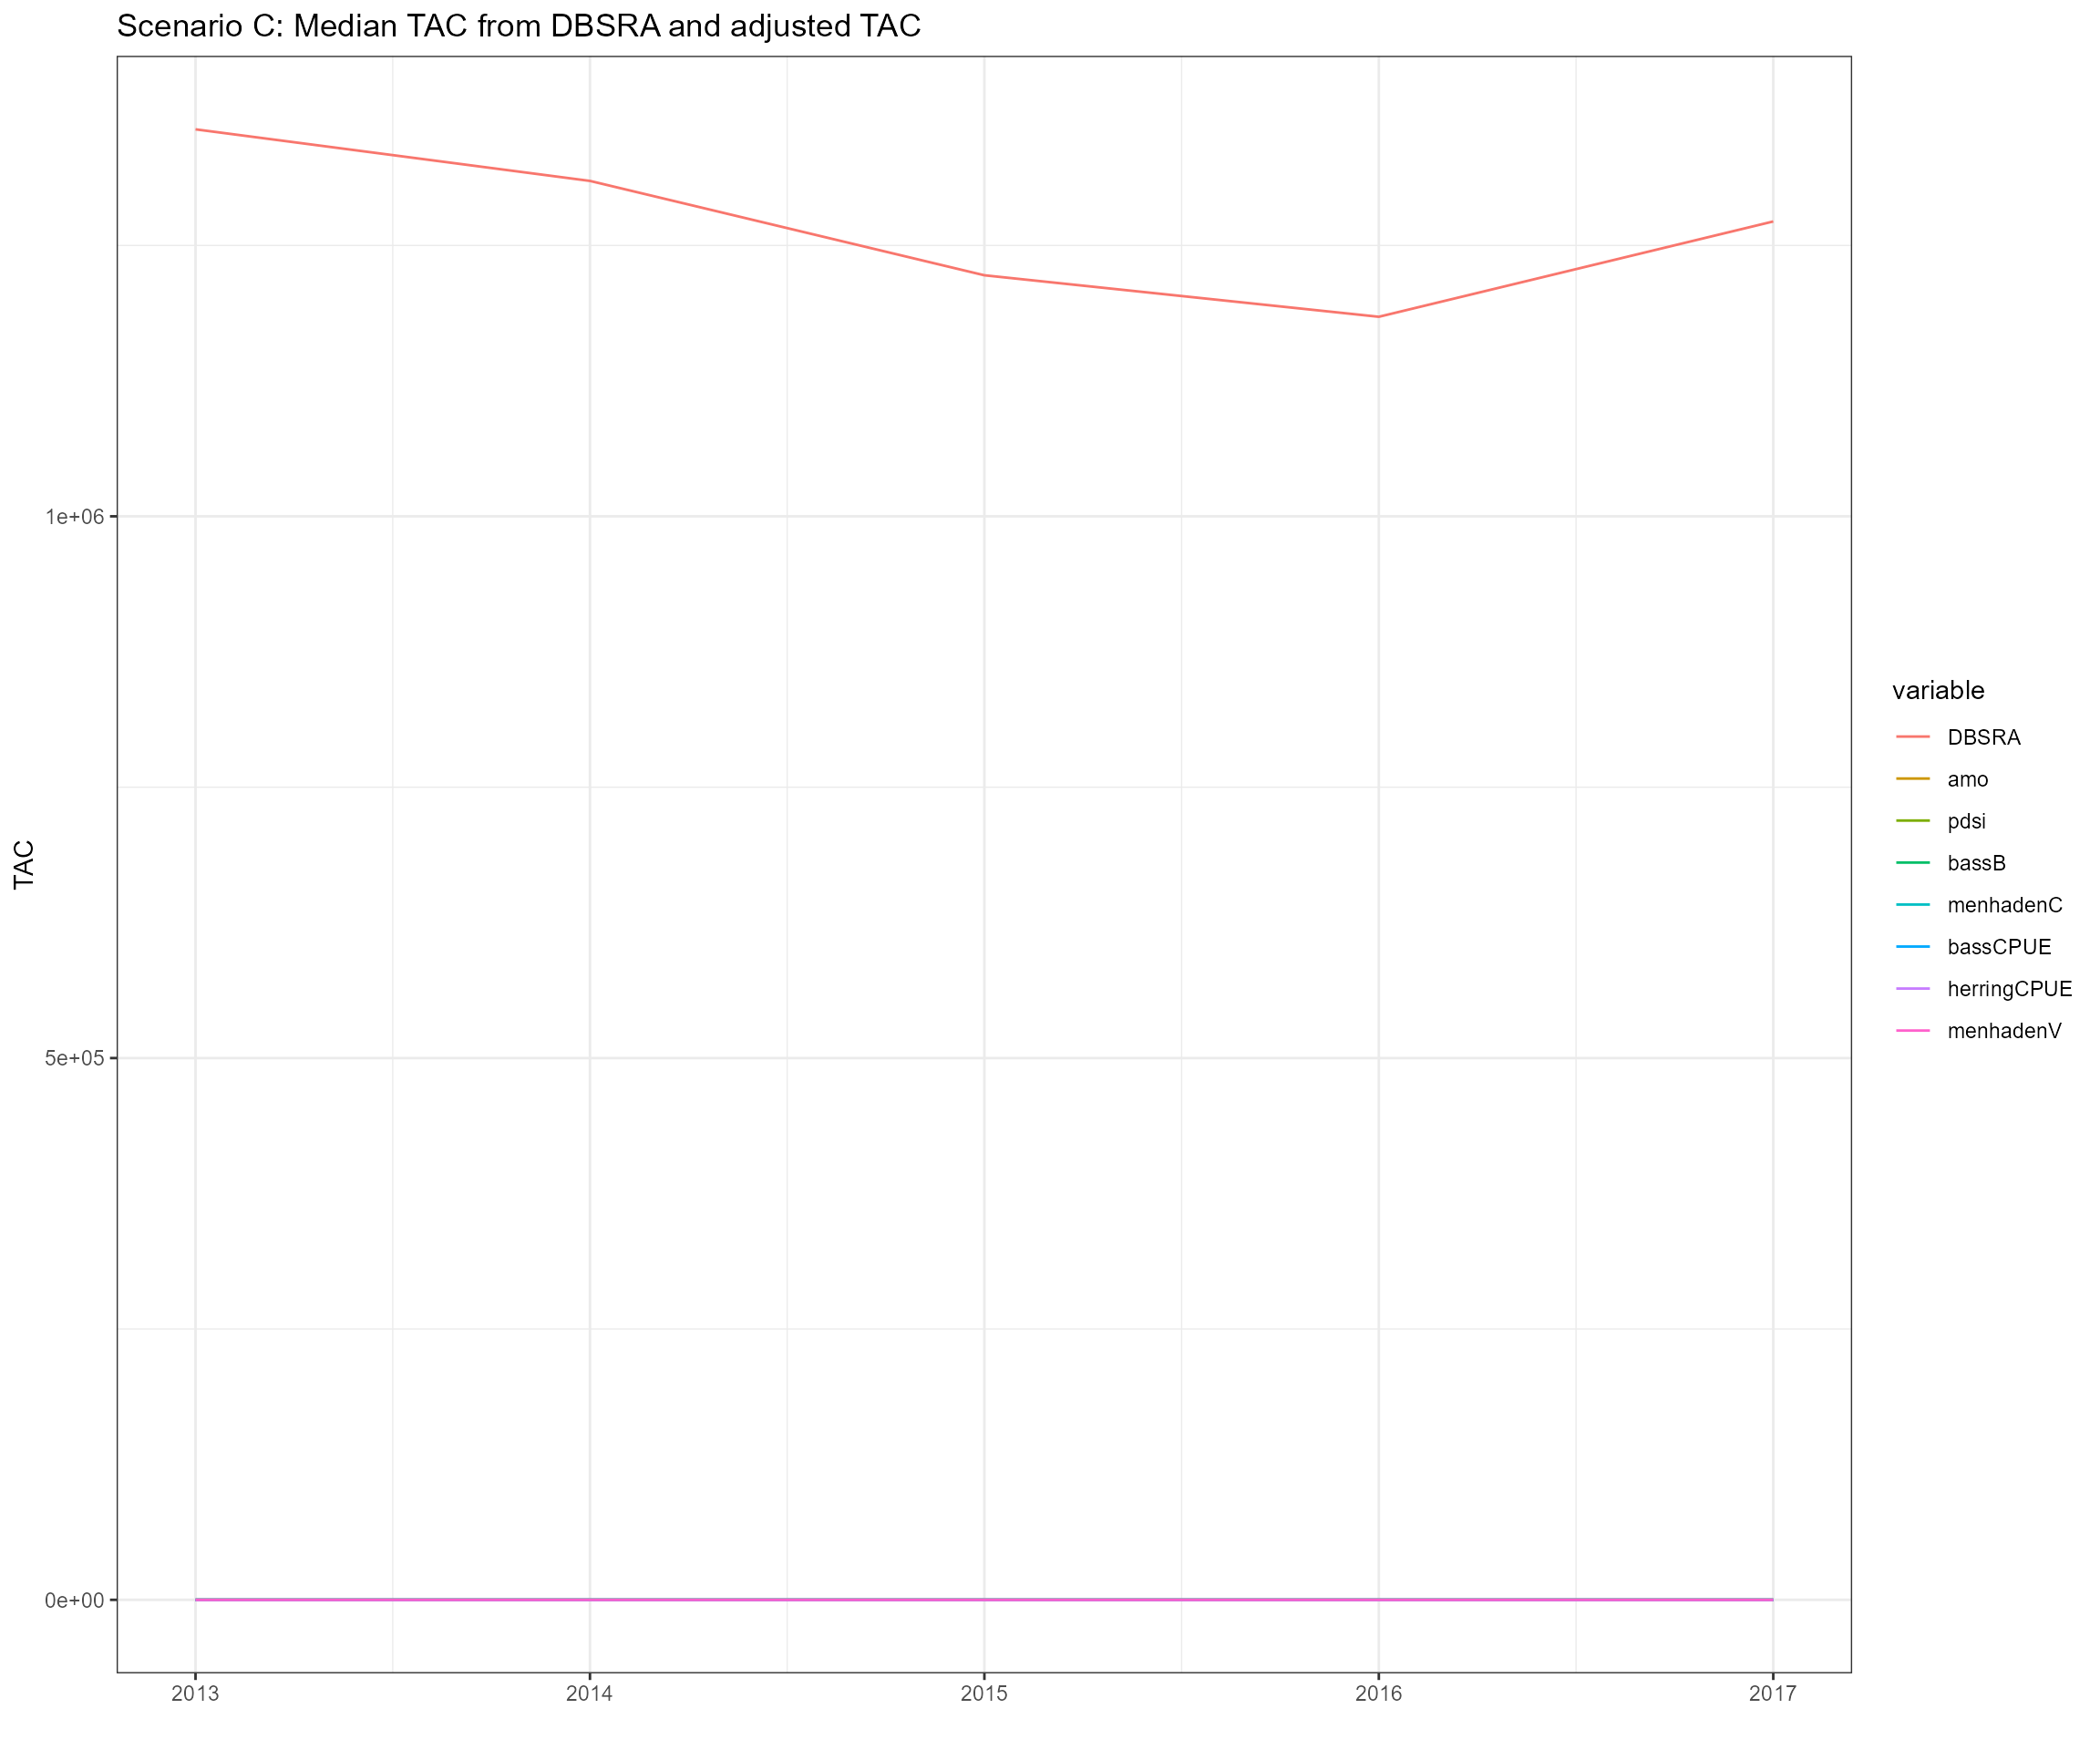 Scenario C: Median TAC from DBSRA and adjusted TAC
TAC
1e+06
5e+05
0e+00
2013
2014
2015
2016
2017
variable
DBSRA
amo
pdsi
bassB
menhadenC
bassCPUE
herringCPUE
menhadenV